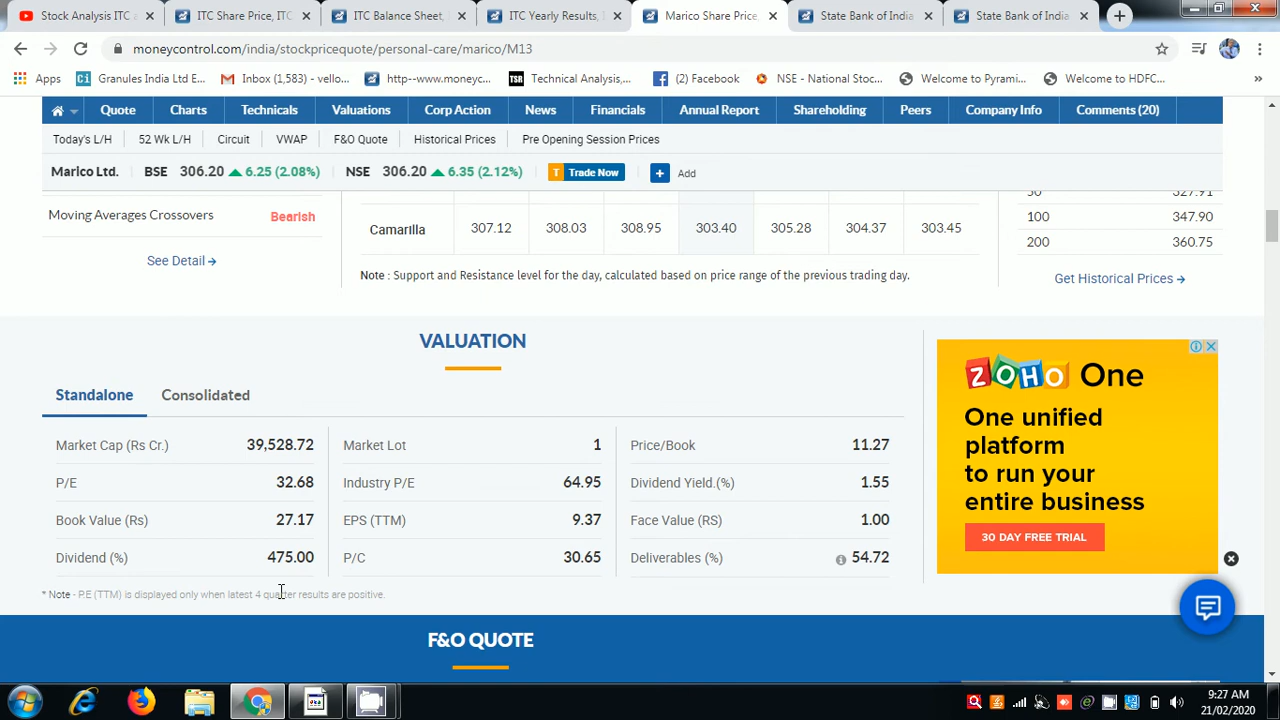 Stock Analysis ITC a
ITC Share Price, ITC
ITC Balance Sheet,
ITC Yearly Results,
Marico Share Price,
State Bank of India
State Bank of India
moneycontrol.com/india/stockpricequote/personal-care/marico/M13
Apps
Granules India Ltd E...
Inbox (1,583) - vello...
http--www.moneyc...
Technical Analysis,...
(2) Facebook
NSE - National Stoc...
Welcome to Pyrami...
Welcome to HDFC...
Quote Charts Technicals Valuations Corp Action News Financials Annual Report Shareholding Peers Company Info Comments (20)
Today's L/H 52 Wk L/H Circuit VWAP F&O Quote Historical Prices Pre Opening Session Prices
Marico Ltd. BSE 306.20 6.25 (2.08%) NSE 306.20 6.35 (2.12%) T Trade Now + Add
Moving Averages Crossovers Bearish
See Detail
Camarilla 307.12 308.03 308.95 303.40 305.28 304.37 303.45
Note : Support and Resistance level for the day, calculated based on price range of the previous trading day.
327.91
100 347.90
200 360.75
Get Historical Prices
VALUATION
Standalone Consolidated
Market Cap (Rs Cr.) 39,528.72 Market Lot 1 Price/Book 11.27
P/E 32.68 Industry P/E 64.95 Dividend Yield.(%) 1.55
Book Value (Rs) 27.17 EPS (TTM) 9.37 Face Value (RS) 1.00
Dividend (%) 475.00 P/C 30.65 Deliverables (%) 54.72
* Note - P.E (TTM) is displayed only when latest 4 quarter results are positive.
ZOHO One
One unified
platform
to run your
entire business
30 DAY FREE TRIAL
F&O QUOTE
9:27 AM
21/02/2020